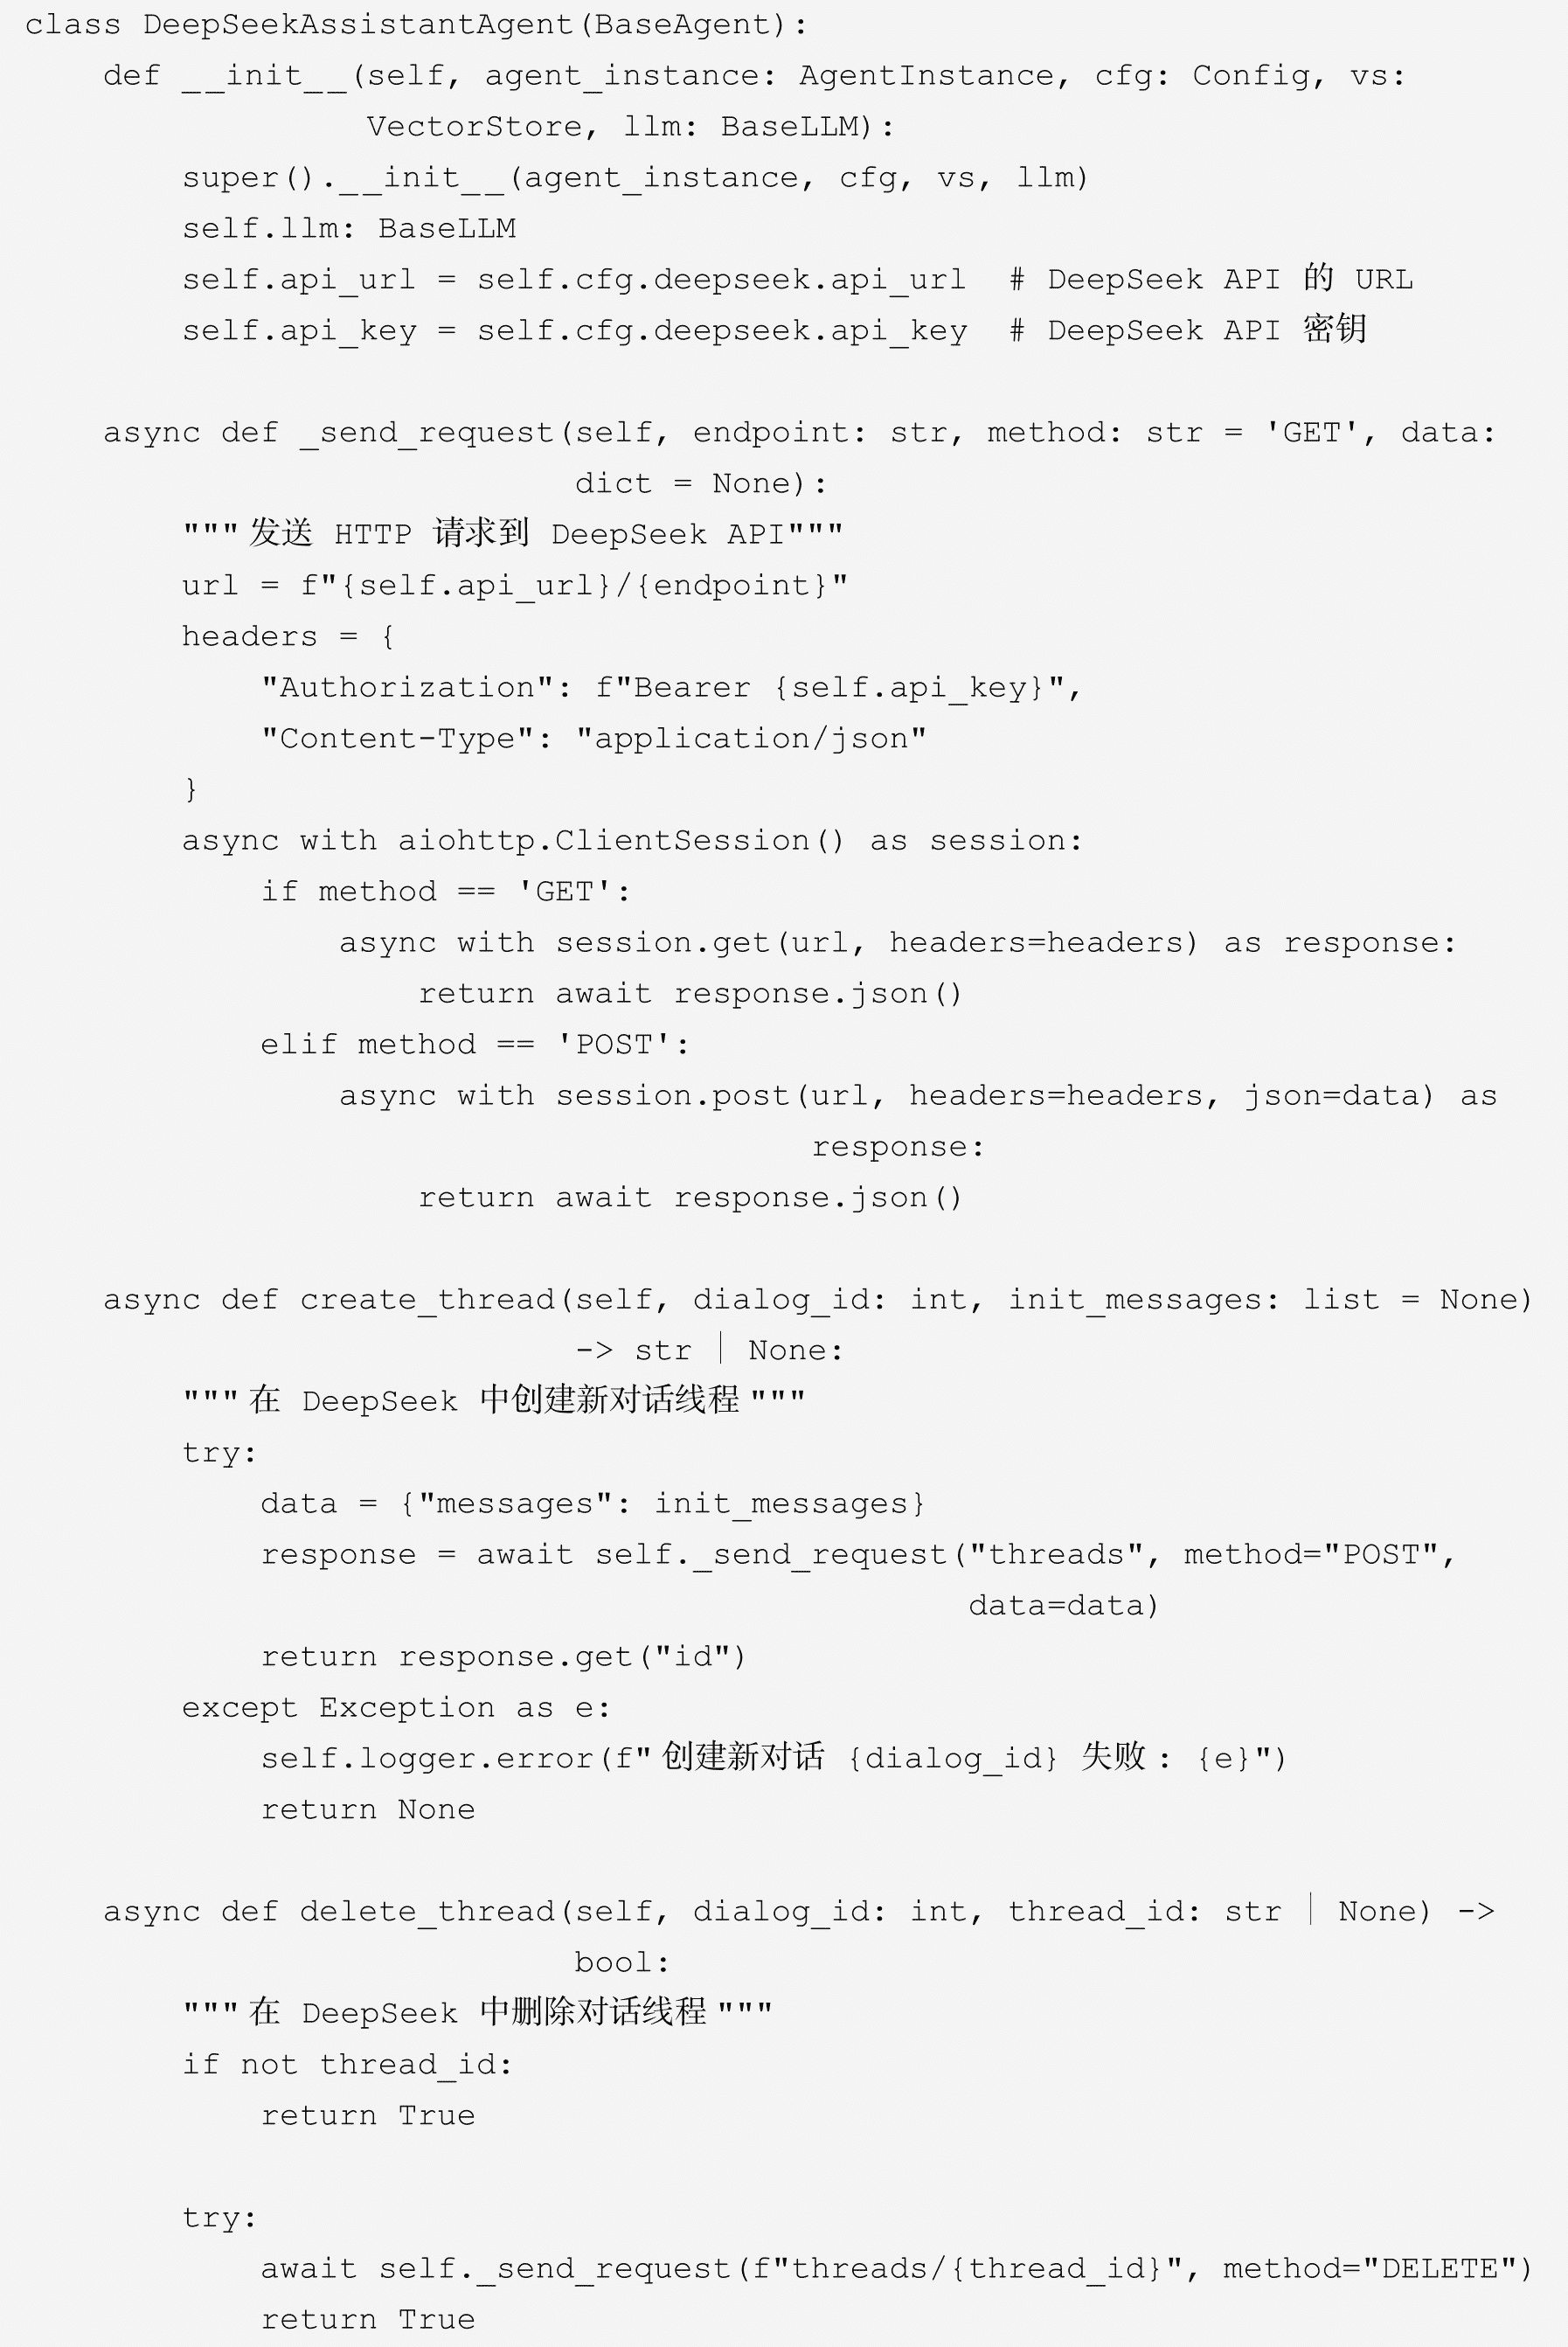 class DeepSeekAssistantAgent(BaseAgent):
    def __init__(self, agent_instance: AgentInstance, cfg: Config, vs:
                 VectorStore, llm: BaseLLM):
        super().__init__(agent_instance, cfg, vs, llm)
        self.llm: BaseLLM
        self.api_url = self.cfg.deepseek.api_url  # DeepSeek API 的 URL
        self.api_key = self.cfg.deepseek.api_key  # DeepSeek API 密钥

    async def _send_request(self, endpoint: str, method: str = 'GET', data:
                            dict = None):
        """发送 HTTP 请求到 DeepSeek API"""
        url = f"{self.api_url}/{endpoint}"
        headers = {
            "Authorization": f"Bearer {self.api_key}",
            "Content-Type": "application/json"
        }
        async with aiohttp.ClientSession() as session:
            if method == 'GET':
                async with session.get(url, headers=headers) as response:
                    return await response.json()
            elif method == 'POST':
                async with session.post(url, headers=headers, json=data) as
                                        response:
                    return await response.json()

    async def create_thread(self, dialog_id: int, init_messages: list = None)
                            -> str | None:
        """在 DeepSeek 中创建新对话线程"""
        try:
            data = {"messages": init_messages}
            response = await self._send_request("threads", method="POST",
                                                data=data)
            return response.get("id")
        except Exception as e:
            self.logger.error(f"创建新对话 {dialog_id} 失败: {e}")
            return None

    async def delete_thread(self, dialog_id: int, thread_id: str | None) ->
                            bool:
        """在 DeepSeek 中删除对话线程"""
        if not thread_id:
            return True

        try:
            await self._send_request(f"threads/{thread_id}", method="DELETE")
            return True